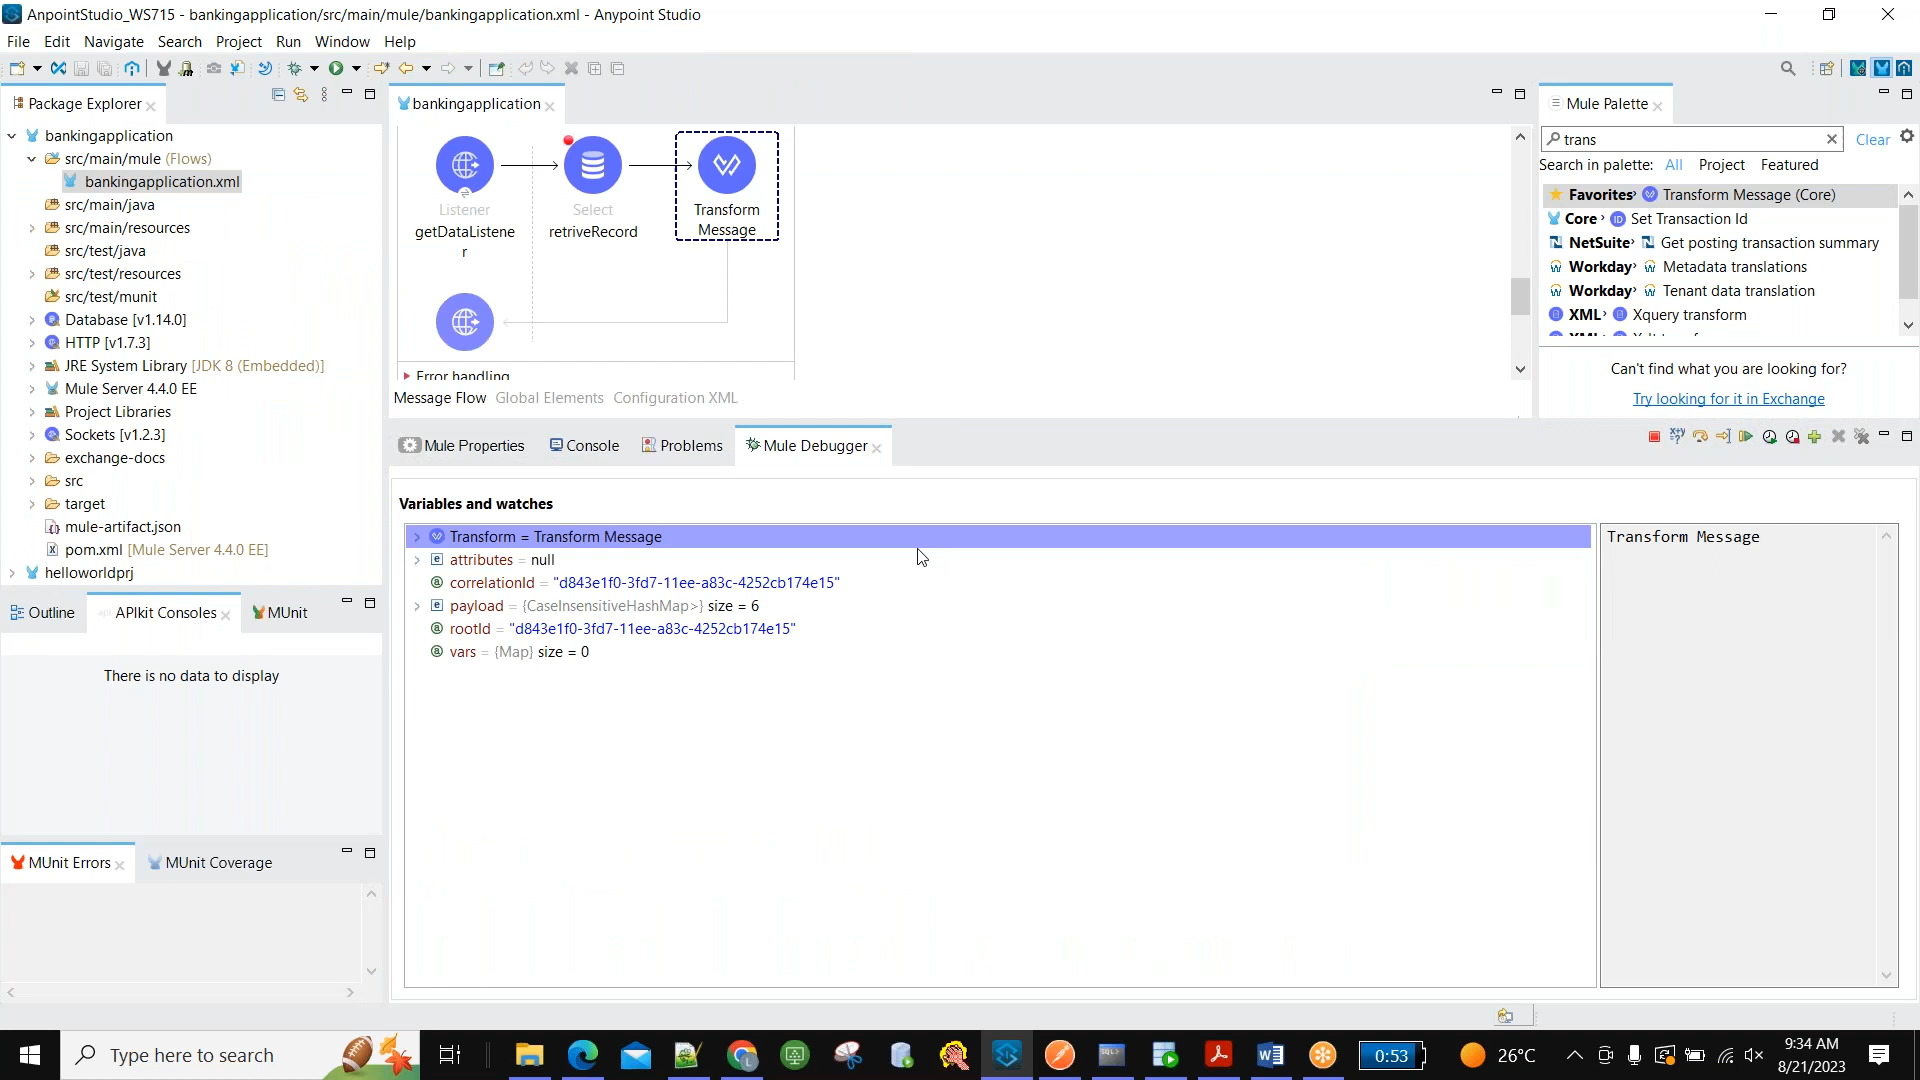 AnpointStudio_WS715 - bankingapplication/src/main/mule/bankingapplication.xml - Anypoint Studio
File Edit Navigate Search Project Run Window Help
Package Explorer
bankingapplication
src/main/mule (Flows)
bankingapplication.xml
src/main/java
src/main/resources
src/test/java
src/test/resources
src/test/munit
Database [v1.14.0]
HTTP [v1.7.3]
JRE System Library [JDK 8 (Embedded)]
Mule Server 4.4.0 EE
Project Libraries
Sockets [v1.2.3]
exchange-docs
src
target
mule-artifact.json
pom.xml [Mule Server 4.4.0 EE]
helloworldprj
Outline APIkit Consoles MUnit
There is no data to display
MUnit Errors MUnit Coverage
bankingapplication
Listener
getDataListene
r
Select
retriveRecord
Transform
Message
Error handling
Message Flow Global Elements Configuration XML
Mule Palette
trans
Clear
Search in palette: All Project Featured
Favorites Transform Message (Core)
Core Set Transaction Id
NetSuite Get posting transaction summary
Workday Metadata translations
Workday Tenant data translation
XML Xquery transform
Can't find what you are looking for?
Try looking for it in Exchange
Mule Properties Console Problems Mule Debugger
Variables and watches
Transform = Transform Message
attributes = null
correlationId = "d843e1f0-3fd7-11ee-a83c-4252cb174e15"
payload = {CaseInsensitiveHashMap>} size = 6
rootId = "d843e1f0-3fd7-11ee-a83c-4252cb174e15"
vars = {Map} size = 0
Transform Message
Type here to search
0:53
26°C
9:34 AM
8/21/2023